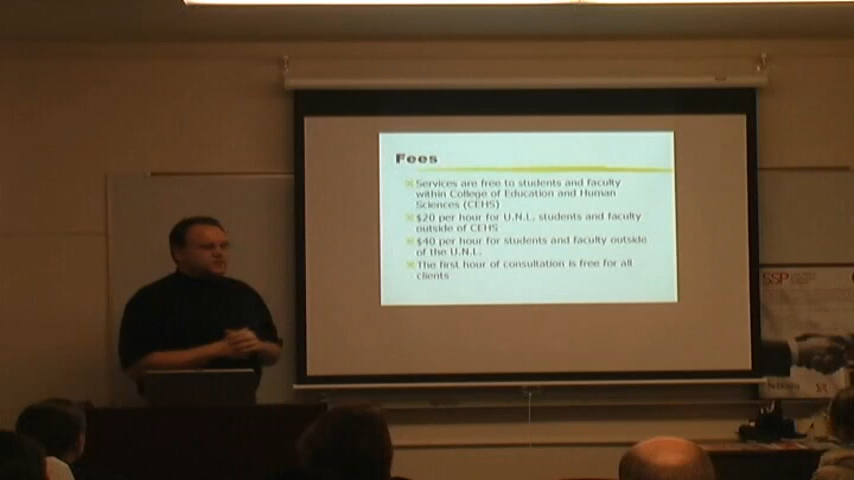 Fees
Services are free to students and faculty
within College of Education and Human
Sciences (CEHS)
$20 per hour for U.N.L. students and faculty
outside of CEHS
$40 per hour for students and faculty outside
of the U.N.L.
The first hour of consultation is free for all
clients
SSP